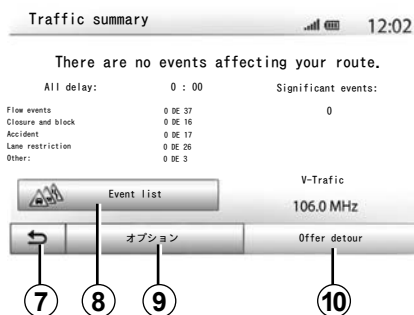 Traffic summary 12:02
There are no events affecting your route.
All delay: 0 : 00 Significant events:
Flow events 0 DE 37 0
Closure and block 0 DE 16
Accident 0 DE 17
Lane restriction 0 DE 26
Other: 0 DE 3
V-Trafic
Event list
106.0 MHz
オプション Offer detour
7 8 9 10